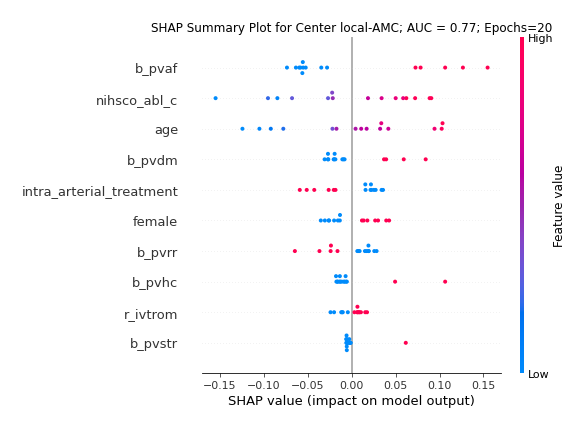 SHAP Summary Plot for Center local-AMC; AUC = 0.77; Epochs=20
High
b_pvaf
nihsco_abl_c
age
b_pvdm
intra_arterial_treatment
female
b_pvrr
b_pvhc
r_ivtrom
b_pvstr
Feature value
Low
−0.15 −0.10 −0.05 0.00 0.05 0.10 0.15
SHAP value (impact on model output)